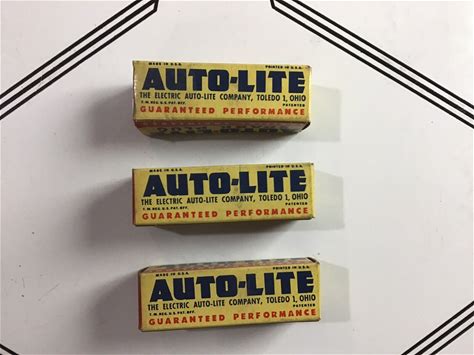 MADE IN U.S.A. PRINTED IN U.S.A.
AUTO-LITE
THE ELECTRIC AUTO-LITE COMPANY, TOLEDO 1, OHIO
T. M. REG. U.S. PAT. OFF. PATENTED
GUARANTEED PERFORMANCE
MADE IN U.S.A. PRINTED IN U.S.A.
AUTO-LITE
THE ELECTRIC AUTO-LITE COMPANY, TOLEDO 1, OHIO
T. M. REG. U.S. PAT. OFF. PATENTED
GUARANTEED PERFORMANCE
MADE IN U.S.A. PRINTED IN U.S.A.
AUTO-LITE
THE ELECTRIC AUTO-LITE COMPANY, TOLEDO 1, OHIO
T. M. REG. U.S. PAT. OFF. PATENTED
GUARANTEED PERFORMANCE